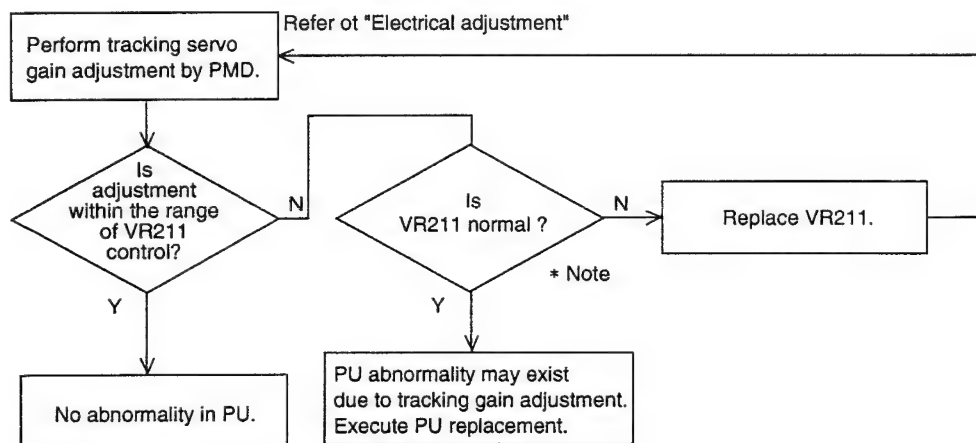 Refer ot "Electrical adjustment"
Perform tracking servo
gain adjustment by PMD.
Is
adjustment
within the range
of VR211
control?
N
Y
Is
VR211 normal ?
N
* Note
Y
Replace VR211.
No abnormality in PU.
PU abnormality may exist
due to tracking gain adjustment.
Execute PU replacement.